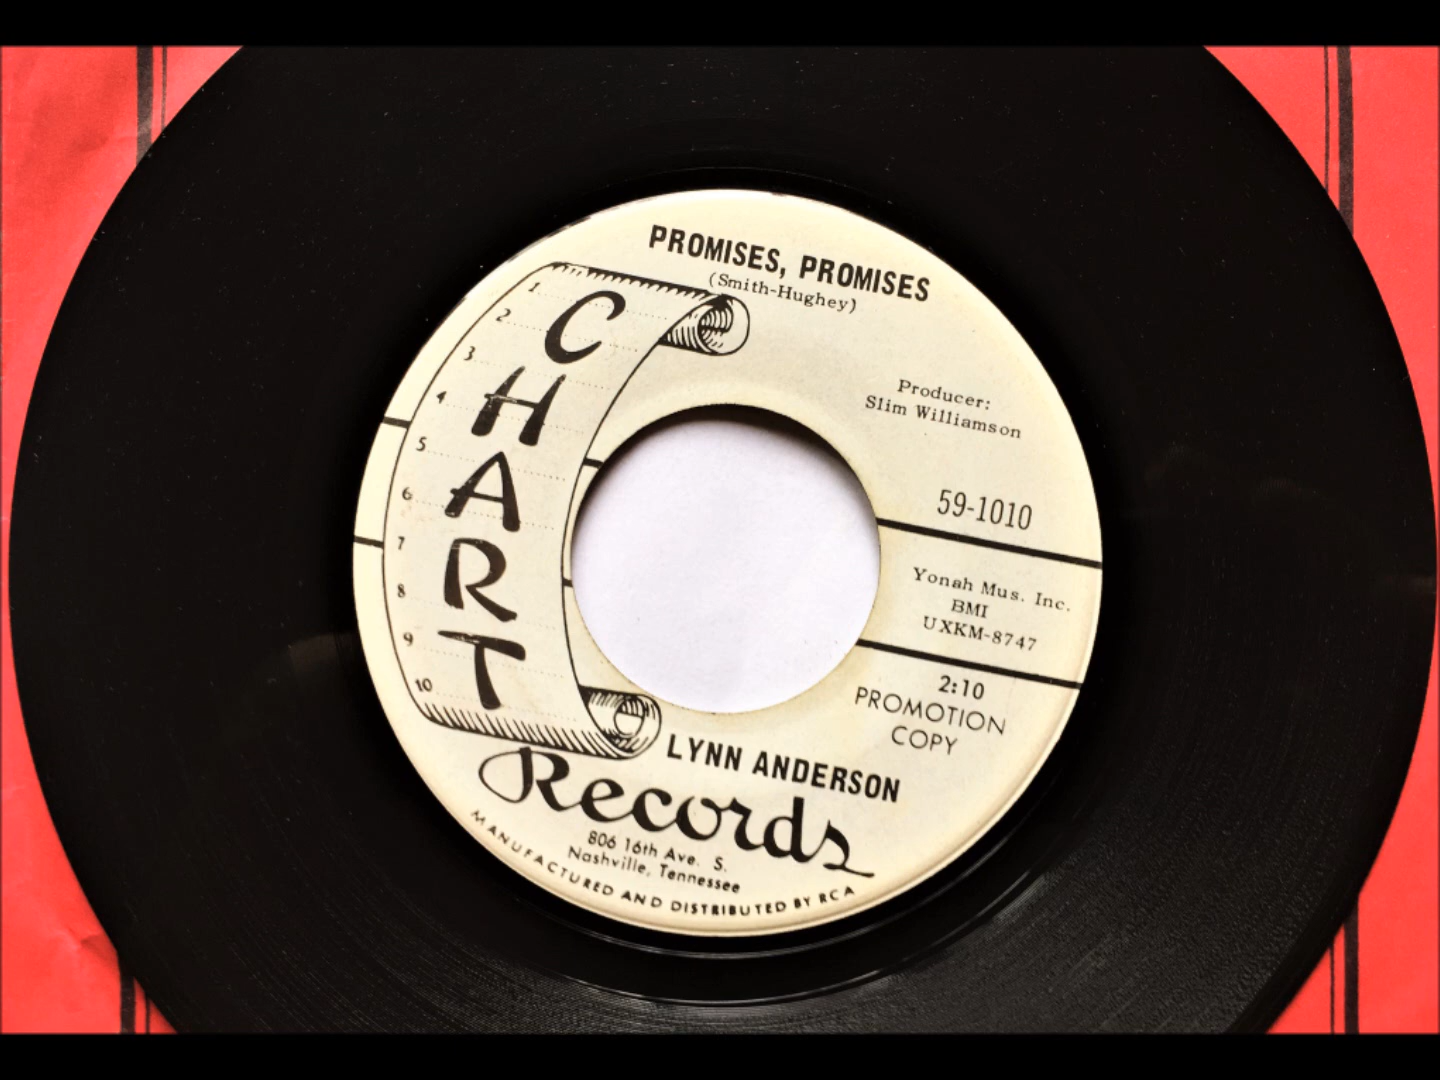 PROMISES, PROMISES
(Smith-Hughey)
1
2
3
4
5
6
7
8
9
10
CHART
Records
Producer:
Slim Williamson
59-1010
Yonah Mus. Inc.
BMI
UXKM-8747
2:10
PROMOTION
COPY
LYNN ANDERSON
806 16th Ave. S.
Nashville, Tennessee
MANUFACTURED AND DISTRIBUTED BY RCA